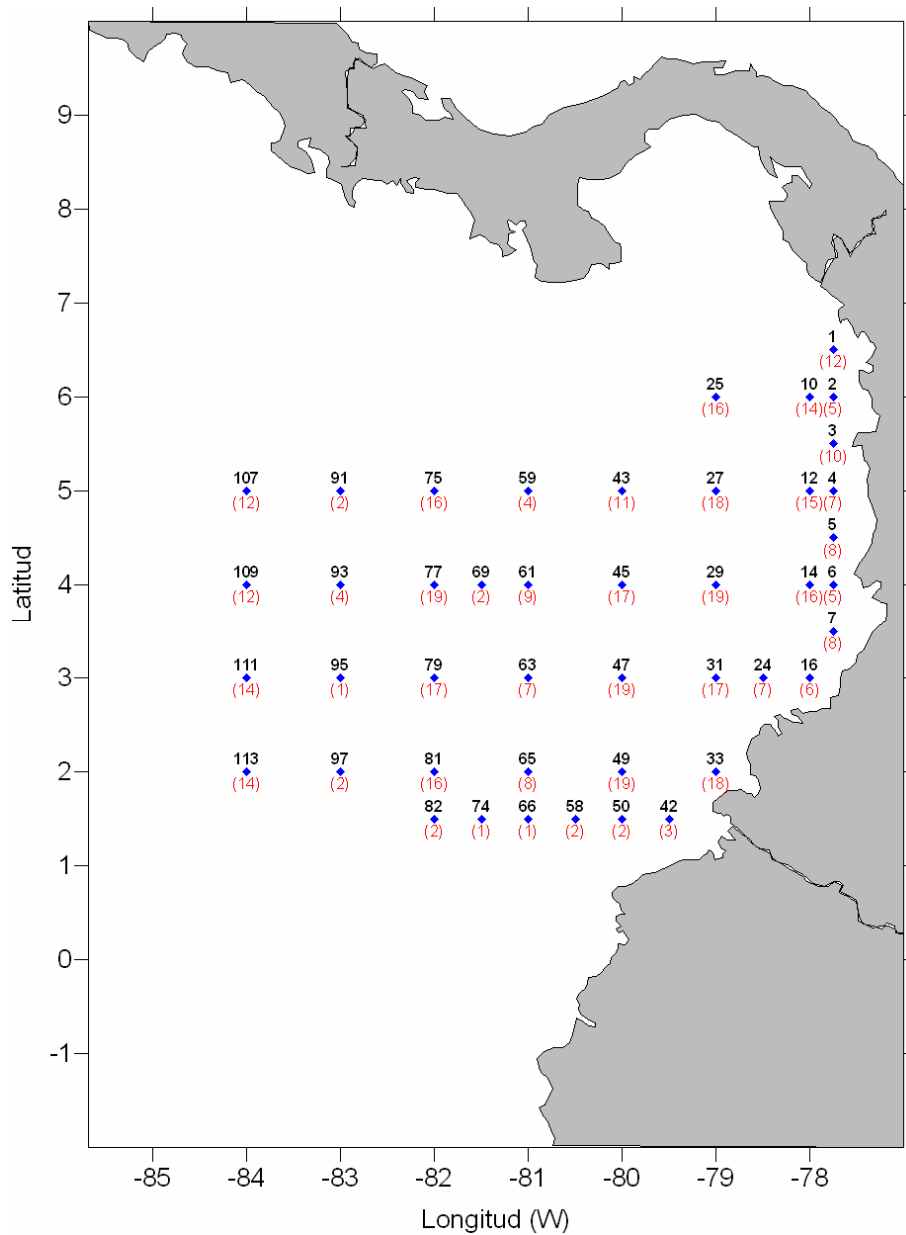 9
8
7
1
(12)
6
25 10 2
(16) (14) (5)
3
(10)
5
107 91 75 59 43 27 12 4
(12) (2) (16) (4) (11) (18) (15) (7)
5
(8)
4
109 93 77 69 61 45 29 14 6
(12) (4) (19) (2) (9) (17) (19) (16) (5)
7
(8)
3
111 95 79 63 47 31 24 16
(14) (1) (17) (7) (19) (17) (7) (6)
2
113 97 81 65 49 33
(14) (2) (16) (8) (19) (18)
82 74 66 58 50 42
(2) (1) (1) (2) (2) (3)
1
0
-1
Latitud
-85 -84 -83 -82 -81 -80 -79 -78
Longitud (W)